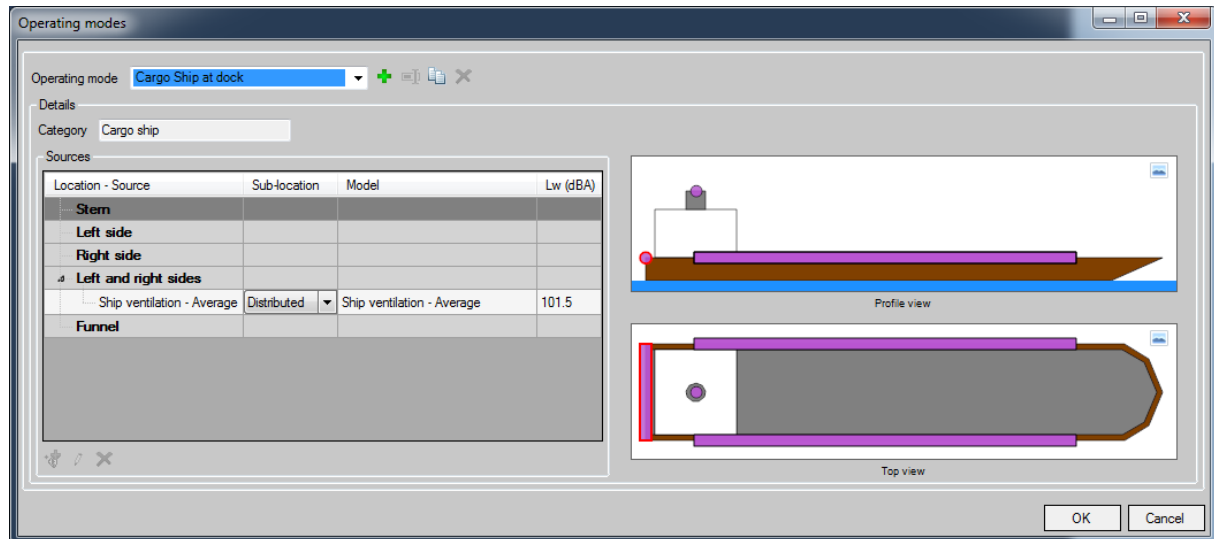 Operating modes
Operating mode Cargo Ship at dock
Details
Category Cargo ship
Sources
Location - Source Sub-location Model Lw (dBA)
Stern
Left side
Right side
Left and right sides
Ship ventilation - Average Distributed Ship ventilation - Average 101.5
Funnel
Profile view
Top view
OK Cancel